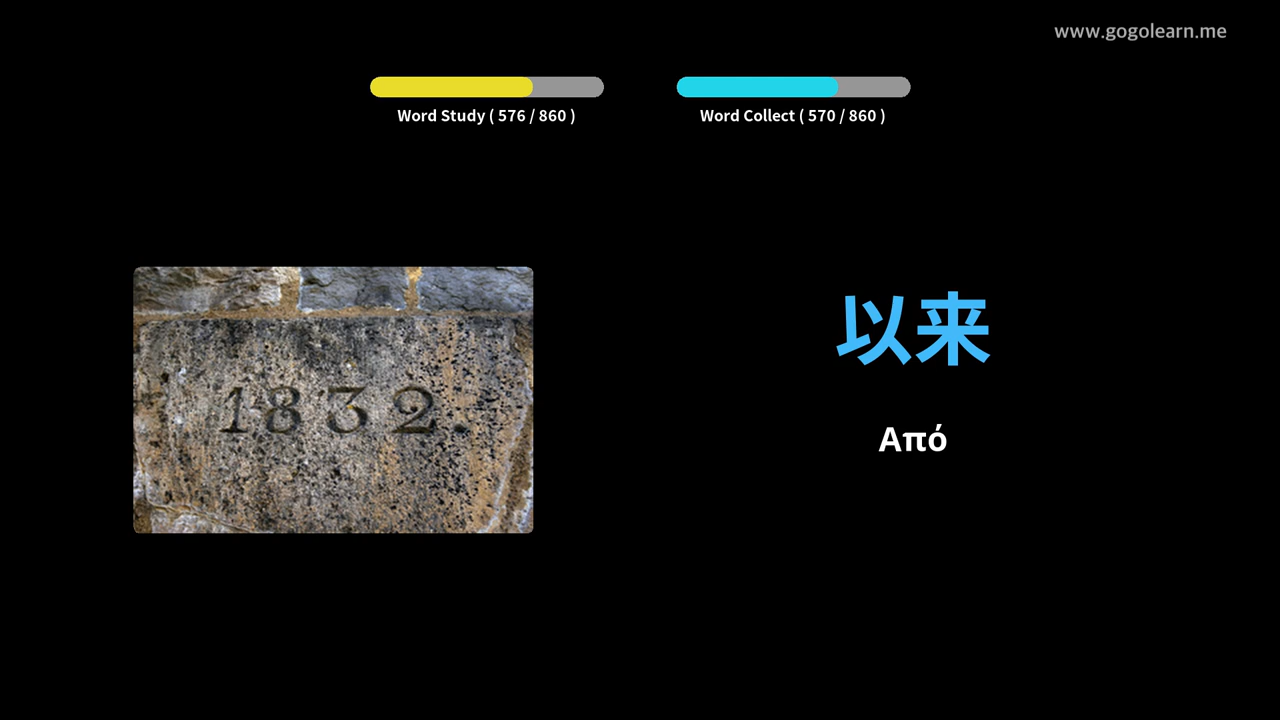 www.gogolearn.me
Word Study ( 576 / 860 )
Word Collect ( 570 / 860 )
1832.
以来
Από